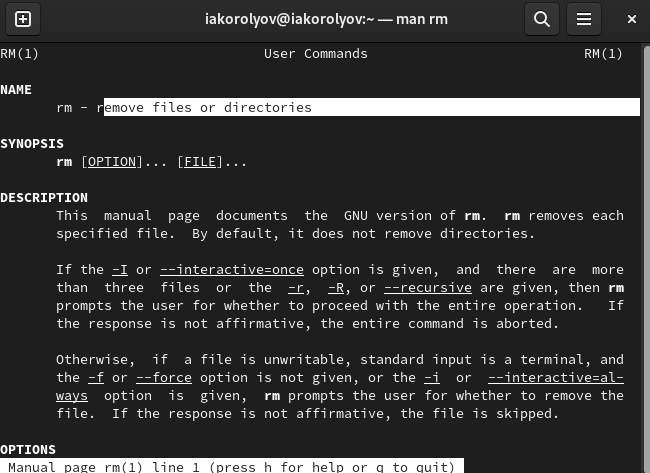 iakorolyov@iakorolyov:~ — man rm
RM(1) User Commands RM(1)
NAME
rm - remove files or directories
SYNOPSIS
rm [OPTION]... [FILE]...
DESCRIPTION
This manual page documents the GNU version of rm. rm removes each
specified file. By default, it does not remove directories.
If the -I or --interactive=once option is given, and there are more
than three files or the -r, -R, or --recursive are given, then rm
prompts the user for whether to proceed with the entire operation. If
the response is not affirmative, the entire command is aborted.
Otherwise, if a file is unwritable, standard input is a terminal, and
the -f or --force option is not given, or the -i or --interactive=al-
ways option is given, rm prompts the user for whether to remove the
file. If the response is not affirmative, the file is skipped.
OPTIONS
Manual page rm(1) line 1 (press h for help or q to quit)